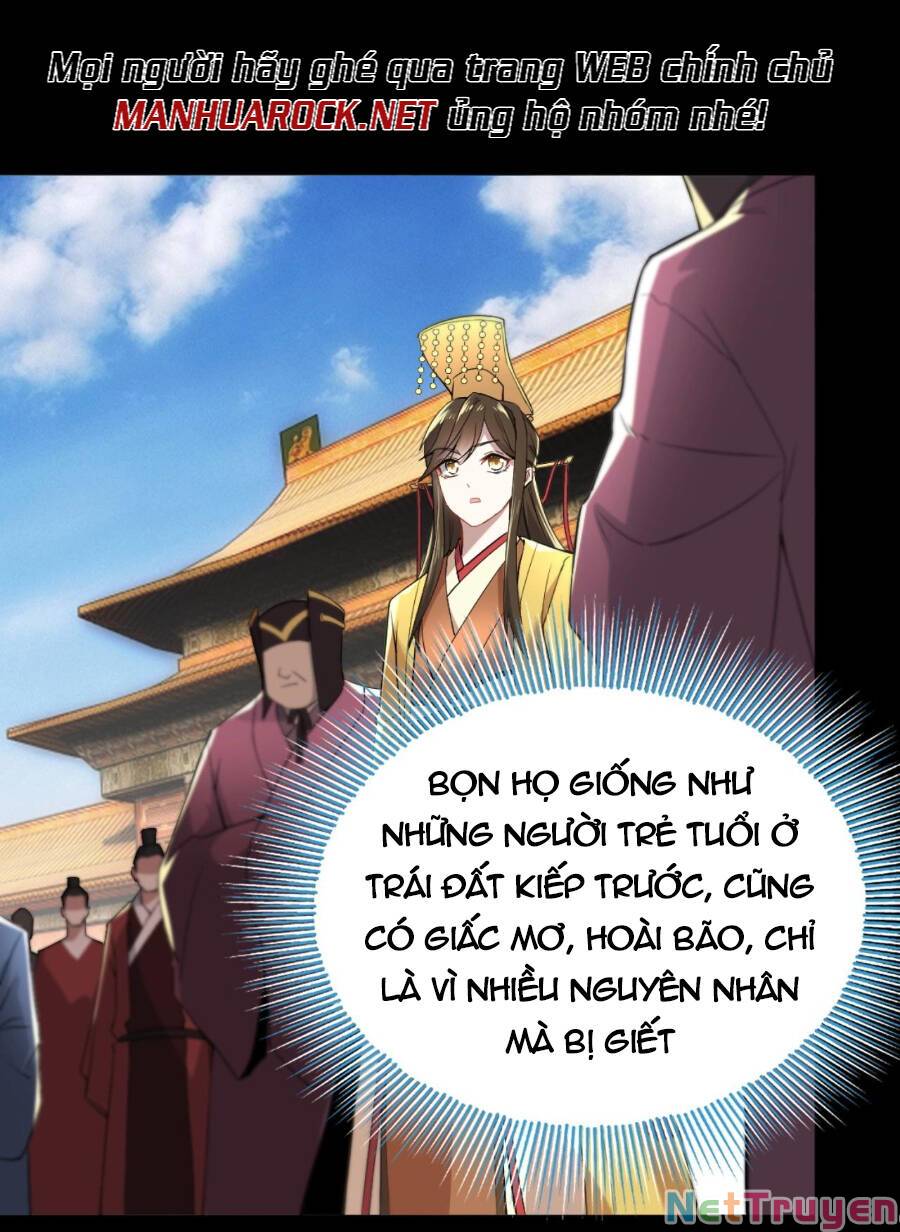 Mọi người hãy ghé qua trang WEB chính chủ
MANHUAROCK.NET ủng hộ nhóm nhé!
BỌN HỌ GIỐNG NHƯ
NHỮNG NGƯỜI TRẺ TUỔI Ở
TRÁI ĐẤT KIẾP TRƯỚC, CŨNG
CÓ GIẤC MƠ, HOÀI BÃO, CHỈ
LÀ VÌ NHIỀU NGUYÊN NHÂN
MÀ BỊ GIẾT
NetTruyen